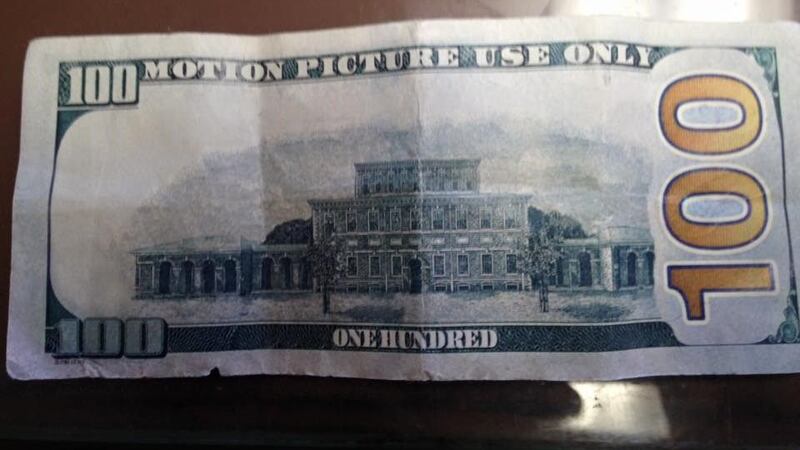 100 MOTION PICTURE USE ONLY
100
100 ONE HUNDRED